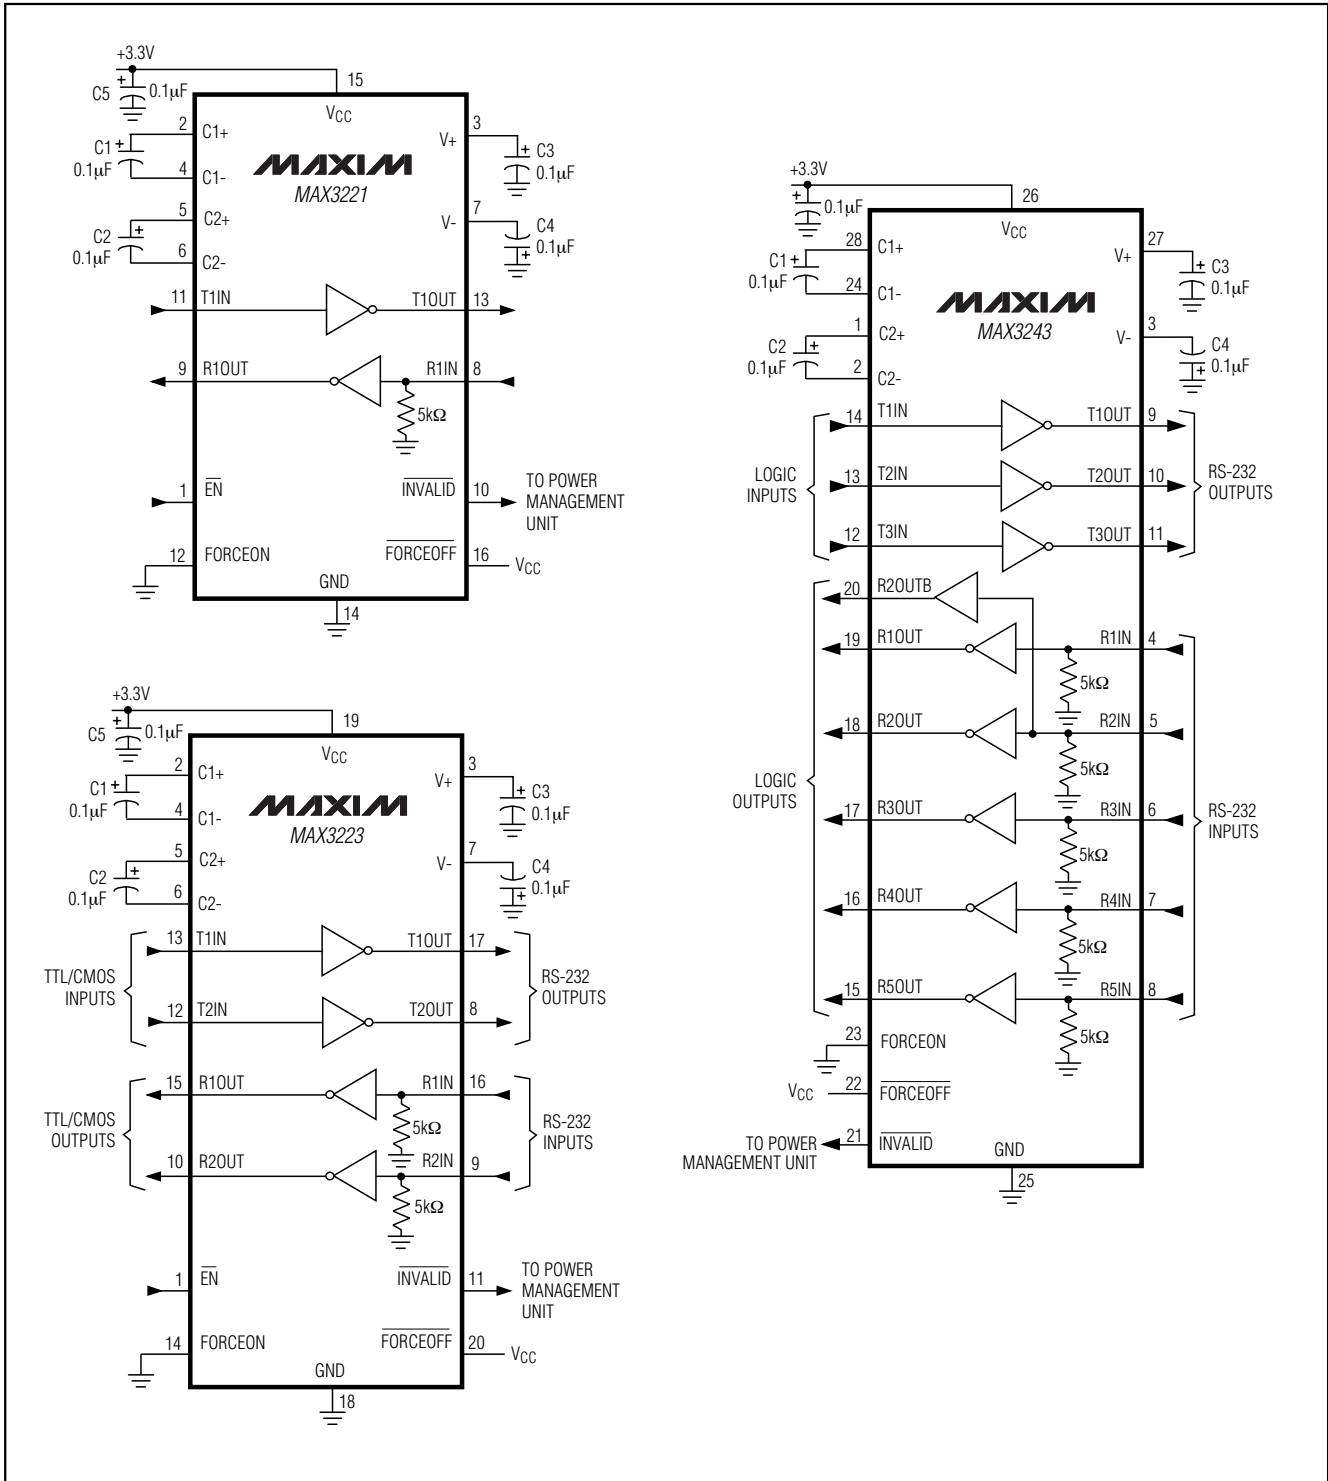 +3.3V
C5
+
0.1µF
15
VCC
2
C1+
C1
+
0.1µF
4
C1-
5
C2+
C2
+
0.1µF
6
C2-
MAXIM
MAX3221
V+
3
+
C3
0.1µF
V-
7
C4
0.1µF
+
11
T1IN
T1OUT
13
9
R1OUT
R1IN
8
5kΩ
1
EN
INVALID
10
TO POWER
MANAGEMENT
UNIT
12
FORCEON
FORCEOFF
16
VCC
GND
14
+3.3V
C5
+
0.1µF
19
VCC
2
C1+
C1
+
0.1µF
4
C1-
5
C2+
C2
+
0.1µF
6
C2-
MAXIM
MAX3223
V+
3
+
C3
0.1µF
V-
7
C4
0.1µF
+
TTL/CMOS
INPUTS
13
T1IN
T1OUT
17
12
T2IN
T2OUT
8
RS-232
OUTPUTS
TTL/CMOS
OUTPUTS
15
R1OUT
R1IN
16
5kΩ
10
R2OUT
R2IN
9
5kΩ
RS-232
INPUTS
1
EN
INVALID
11
TO POWER
MANAGEMENT
UNIT
14
FORCEON
FORCEOFF
20
VCC
GND
18
+3.3V
+
0.1µF
26
VCC
28
C1+
C1
+
0.1µF
24
C1-
1
C2+
C2
+
0.1µF
2
C2-
MAXIM
MAX3243
V+
27
+
C3
0.1µF
V-
3
C4
0.1µF
+
LOGIC
INPUTS
14
T1IN
T1OUT
9
13
T2IN
T2OUT
10
12
T3IN
T3OUT
11
RS-232
OUTPUTS
LOGIC
OUTPUTS
20
R2OUTB
19
R1OUT
R1IN
4
5kΩ
18
R2OUT
R2IN
5
5kΩ
17
R3OUT
R3IN
6
5kΩ
16
R4OUT
R4IN
7
5kΩ
15
R5OUT
R5IN
8
5kΩ
RS-232
INPUTS
23
FORCEON
VCC
22
FORCEOFF
TO POWER
MANAGEMENT UNIT
21
INVALID
GND
25